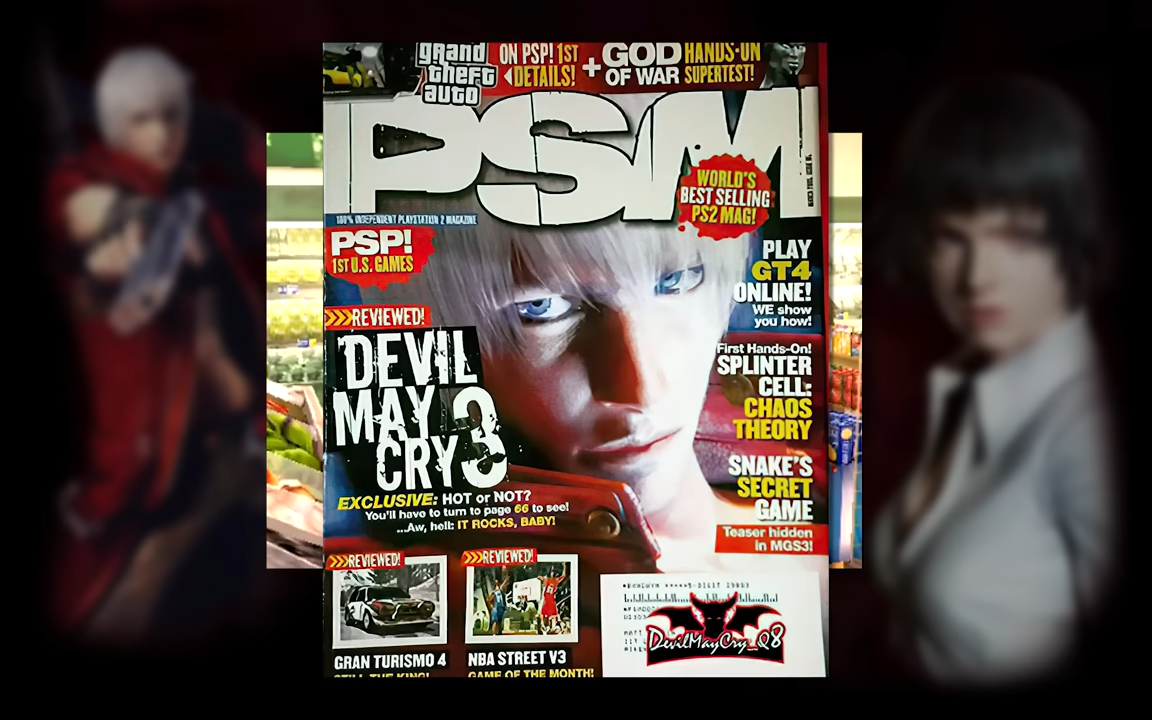 grand
theft
auto
ON PSP! 1ST
DETAILS!
+GOD
OF WAR
HANDS-ON
SUPERTEST!
PSM
WORLD'S
BEST SELLING
PS2 MAG!
100% INDEPENDENT PLAYSTATION 2 MAGAZINE
PSP!
1ST U.S. GAMES
PLAY
GT4
ONLINE!
WE show
you how!
>>>REVIEWED!
DEVIL
MAY
CRY 3
EXCLUSIVE: HOT or NOT?
You'll have to turn to page 66 to see!
...Aw, hell: IT ROCKS, BABY!
First Hands-On!
SPLINTER
CELL:
CHAOS
THEORY
SNAKE'S
SECRET
GAME
Teaser hidden
in MGS3!
>>>REVIEWED!
GRAN TURISMO 4
STILL THE KING!
>>>REVIEWED!
NBA STREET V3
GAME OF THE MONTH!
DevilMayCry_Q8